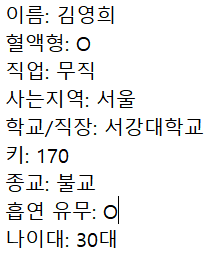 이름: 김영희
혈액형: O
직업: 무직
사는지역: 서울
학교/직장: 서강대학교
키: 170
종교: 불교
흡연 유무: O
나이대: 30대